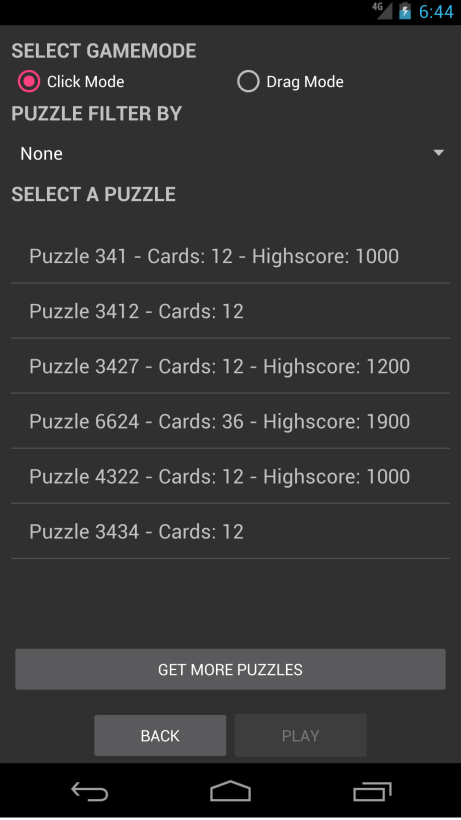 4G 6:44
SELECT GAMEMODE
Click Mode Drag Mode
PUZZLE FILTER BY
None
SELECT A PUZZLE
Puzzle 341 - Cards: 12 - Highscore: 1000
Puzzle 3412 - Cards: 12
Puzzle 3427 - Cards: 12 - Highscore: 1200
Puzzle 6624 - Cards: 36 - Highscore: 1900
Puzzle 4322 - Cards: 12 - Highscore: 1000
Puzzle 3434 - Cards: 12
GET MORE PUZZLES
BACK PLAY